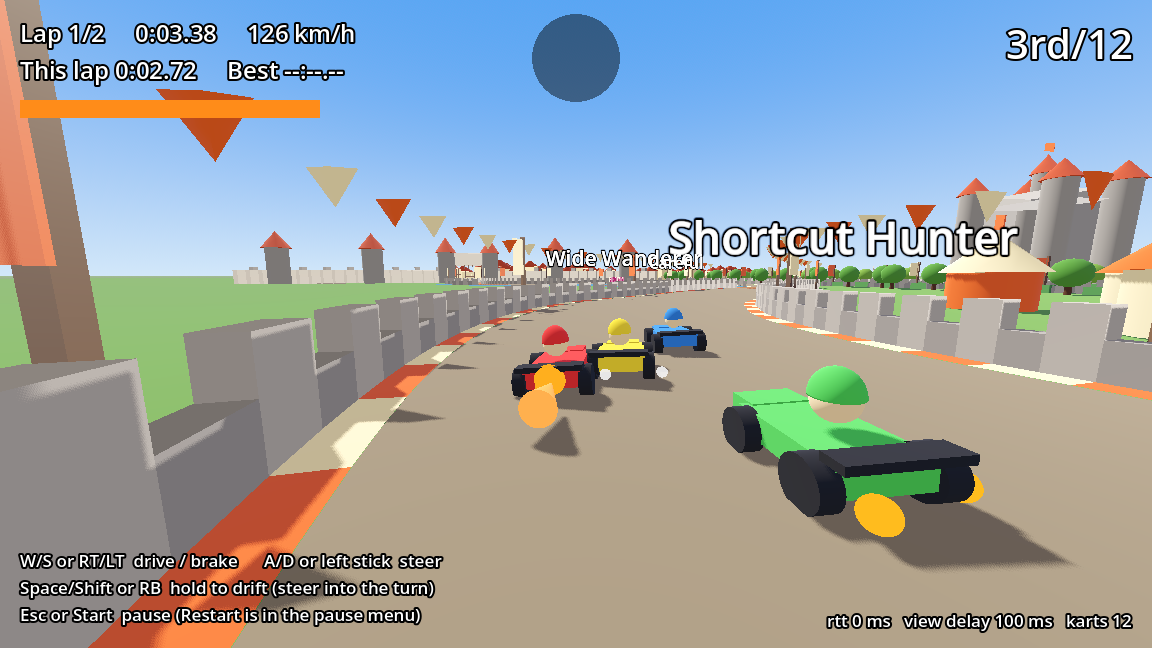 Lap 1/2 0:03.38 126 km/h
3rd/12
This lap 0:02.72 Best --:--.--
Shortcut Hunter
Wide Wanderer
W/S or RT/LT drive / brake A/D or left stick steer
Space/Shift or RB hold to drift (steer into the turn)
Esc or Start pause (Restart is in the pause menu)
rtt 0 ms view delay 100 ms karts 12